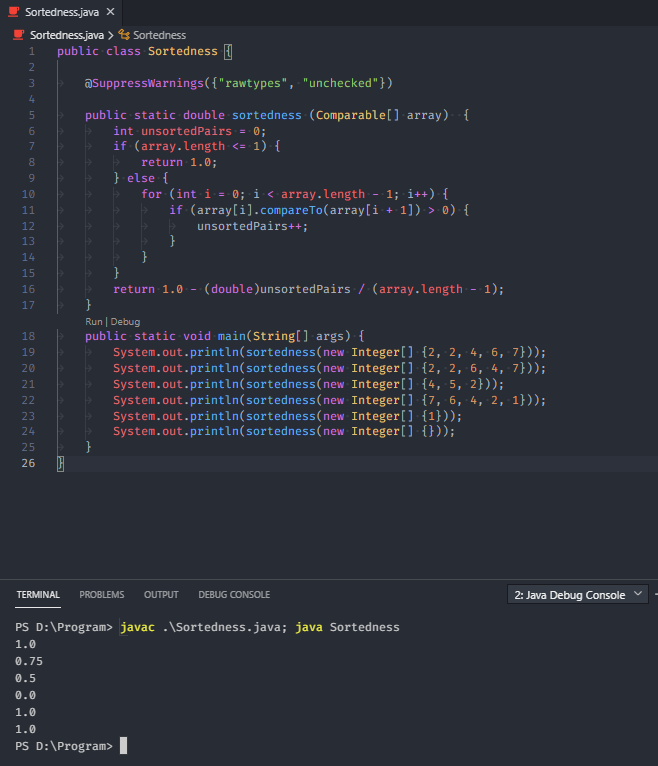 Sortedness.java ×
Sortedness.java > Sortedness
1 public class Sortedness {
2
3 @SuppressWarnings({"rawtypes", "unchecked"})
4
5 public static double sortedness (Comparable[] array)  {
6 int unsortedPairs = 0;
7 if (array.length <= 1) {
8 return 1.0;
9 } else {
10 for (int i = 0; i < array.length - 1; i++) {
11 if (array[i].compareTo(array[i + 1]) > 0) {
12 unsortedPairs++;
13 }
14 }
15 }
16 return 1.0 - (double)unsortedPairs / (array.length - 1);
17 }
Run | Debug
18 public static void main(String[] args) {
19 System.out.println(sortedness(new Integer[] {2, 2, 4, 6, 7}));
20 System.out.println(sortedness(new Integer[] {2, 2, 6, 4, 7}));
21 System.out.println(sortedness(new Integer[] {4, 5, 2}));
22 System.out.println(sortedness(new Integer[] {7, 6, 4, 2, 1}));
23 System.out.println(sortedness(new Integer[] {1}));
24 System.out.println(sortedness(new Integer[] {}));
25 }
26 }
TERMINAL PROBLEMS OUTPUT DEBUG CONSOLE 2: Java Debug Console
PS D:\Program> javac .\Sortedness.java; java Sortedness
1.0
0.75
0.5
0.0
1.0
1.0
PS D:\Program>